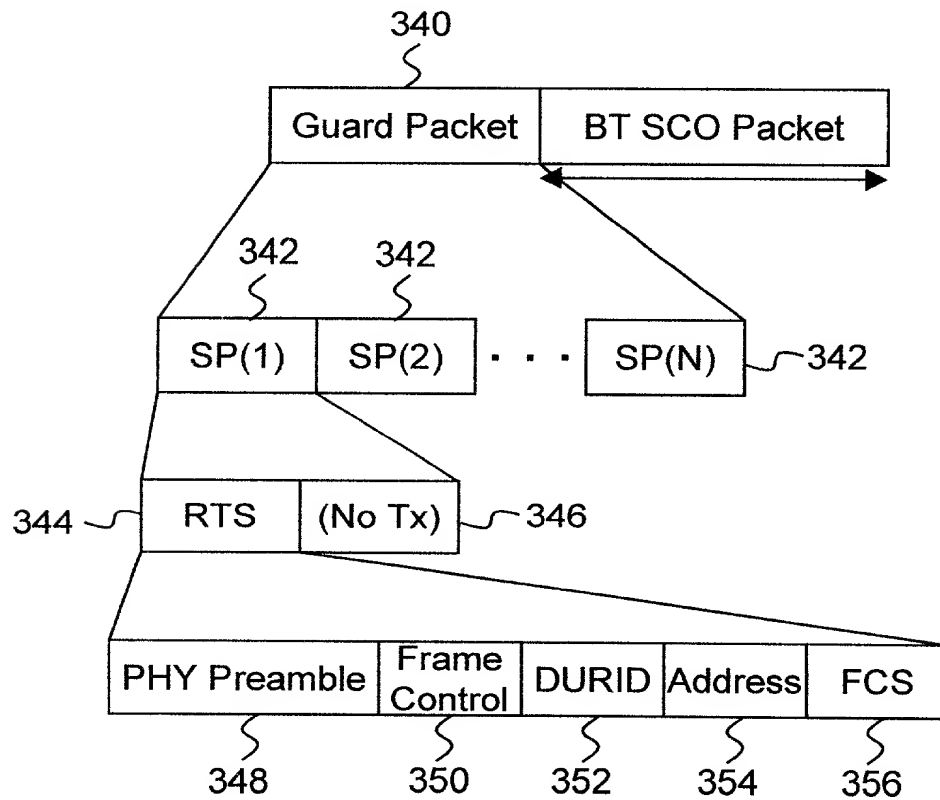 340
Guard Packet BT SCO Packet
342 342
SP(1) SP(2) . . . SP(N) 342
344 RTS (No Tx) 346
PHY Preamble Frame Control DURID Address FCS
348 350 352 354 356